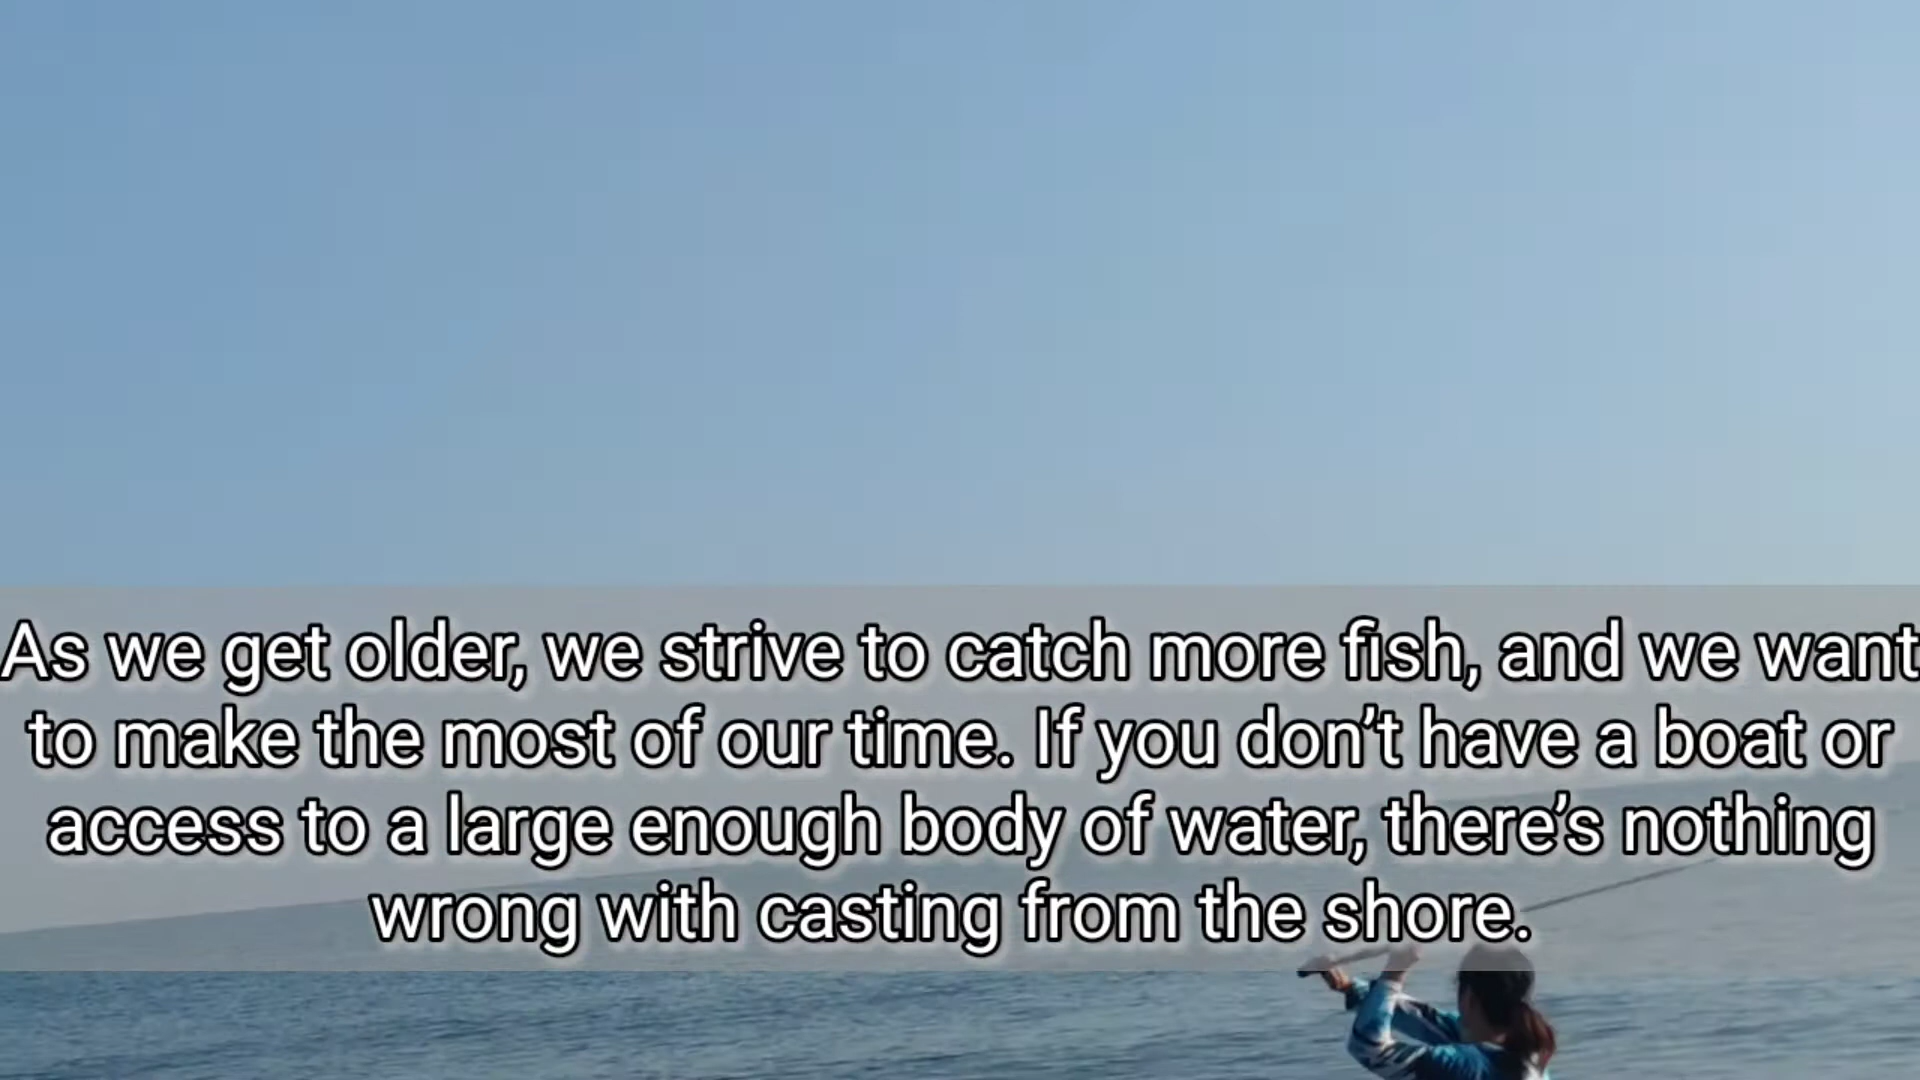 As we get older, we strive to catch more fish, and we want
to make the most of our time. If you don’t have a boat or
access to a large enough body of water, there’s nothing
wrong with casting from the shore.